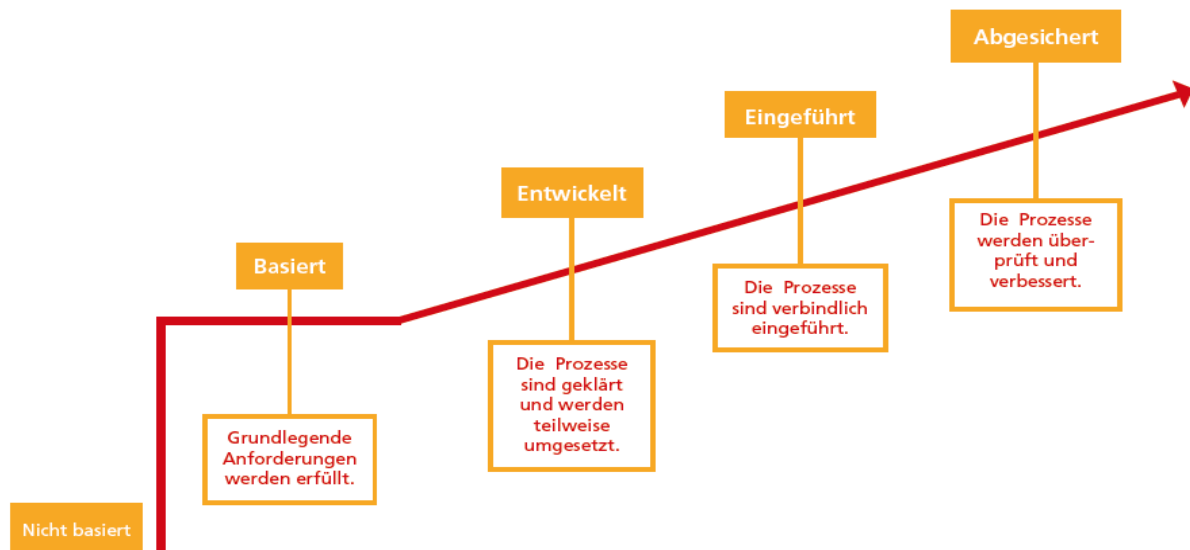 Abgesichert
Die Prozesse
werden über-
prüft und
verbessert.
Eingeführt
Die Prozesse
sind verbindlich
eingeführt.
Entwickelt
Die Prozesse
sind geklärt
und werden
teilweise
umgesetzt.
Basiert
Grundlegende
Anforderungen
werden erfüllt.
Nicht basiert